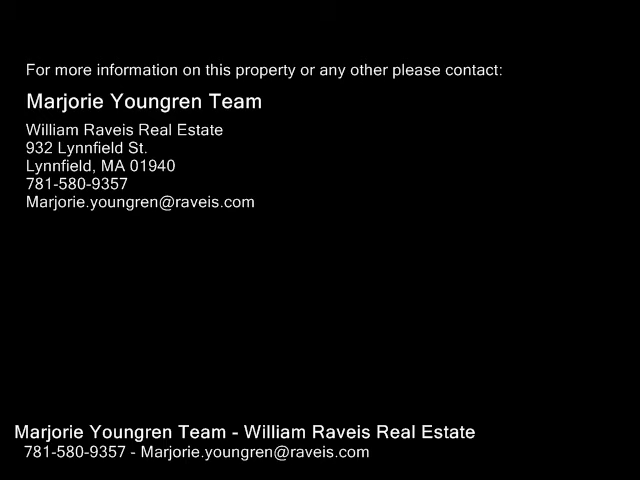 For more information on this property or any other please contact:
Marjorie Youngren Team
William Raveis Real Estate
932 Lynnfield St.
Lynnfield, MA 01940
781-580-9357
Marjorie.youngren@raveis.com
Marjorie Youngren Team - William Raveis Real Estate
781-580-9357 - Marjorie.youngren@raveis.com